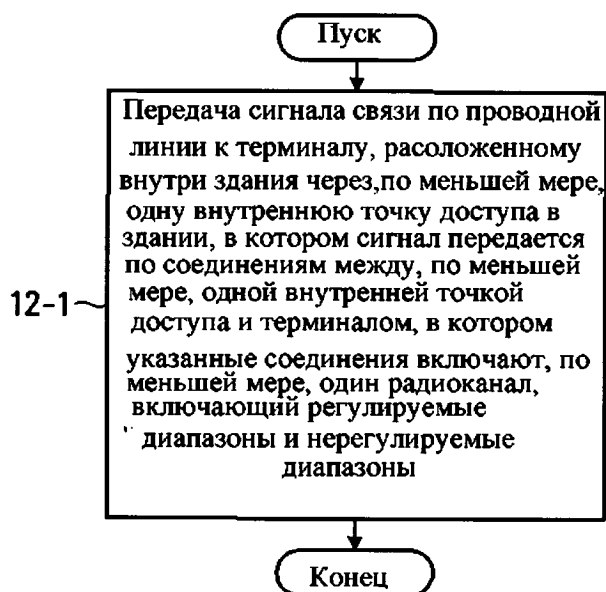 Пуск
Передача сигнала связи по проводной
линии к терминалу, расоложенному
внутри здания через,по меньшей мере,
одну внутреннюю точку доступа в
здании, в котором сигнал передается
по соединениям между, по меньшей
мере, одной внутренней точкой
доступа и терминалом, в котором
указанные соединения включают, по
меньшей мере, один радиоканал,
включающий регулируемые
диапазоны и нерегулируемые
диапазоны
12-1
Конец